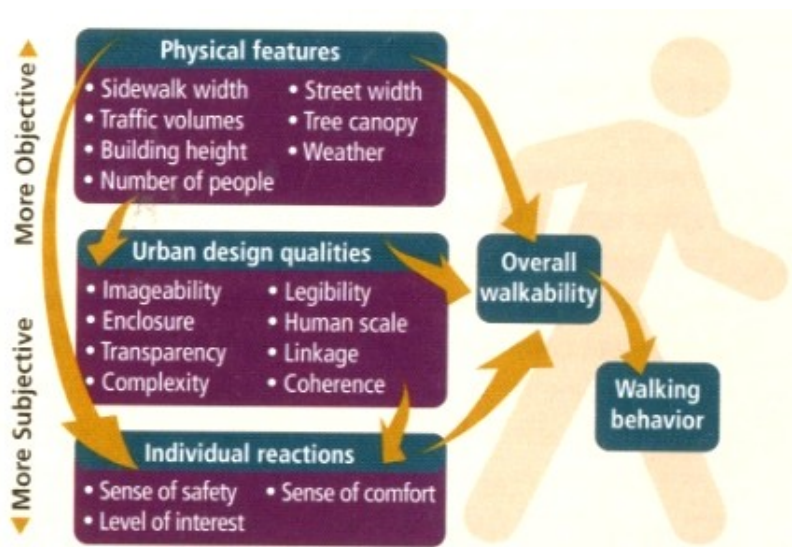 More Objective
More Subjective
Physical features
• Sidewalk width
• Traffic volumes
• Building height
• Number of people
• Street width
• Tree canopy
• Weather
Urban design qualities
• Imageability
• Enclosure
• Transparency
• Complexity
• Legibility
• Human scale
• Linkage
• Coherence
Individual reactions
• Sense of safety
• Level of interest
• Sense of comfort
Overall
walkability
Walking
behavior